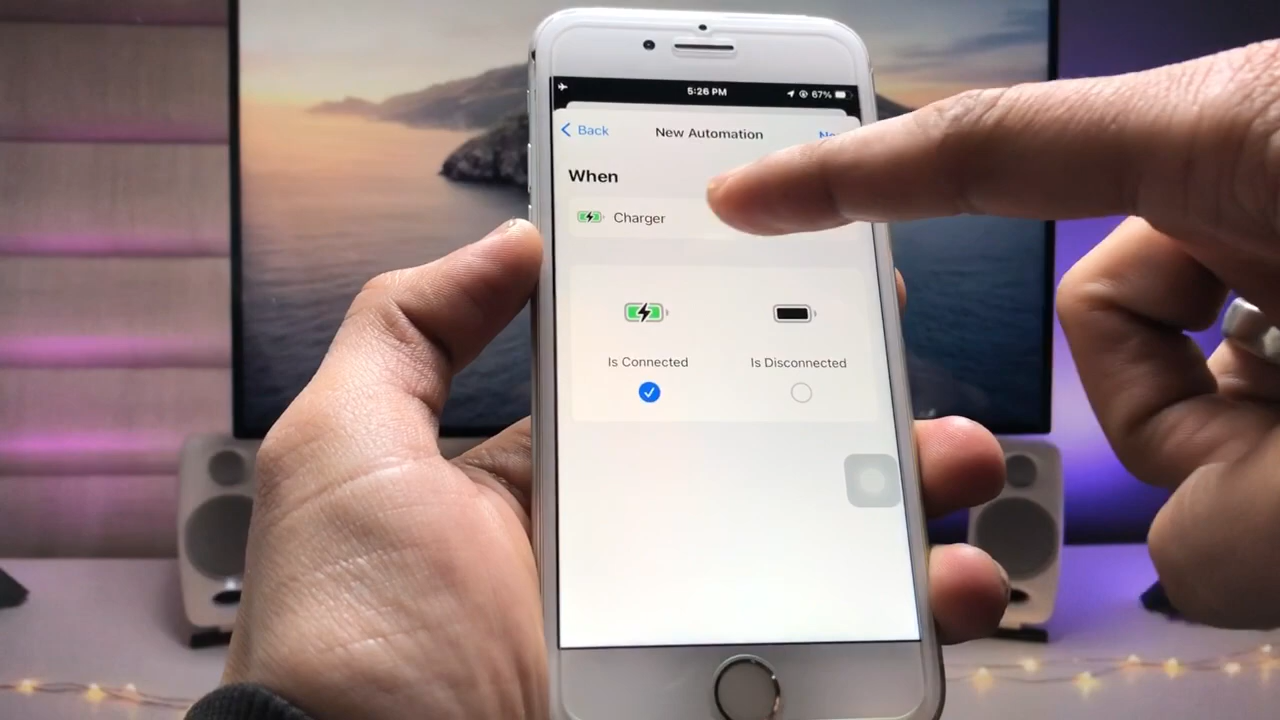 5:26 PM 67%
Back New Automation
When
Charger
Is Connected Is Disconnected